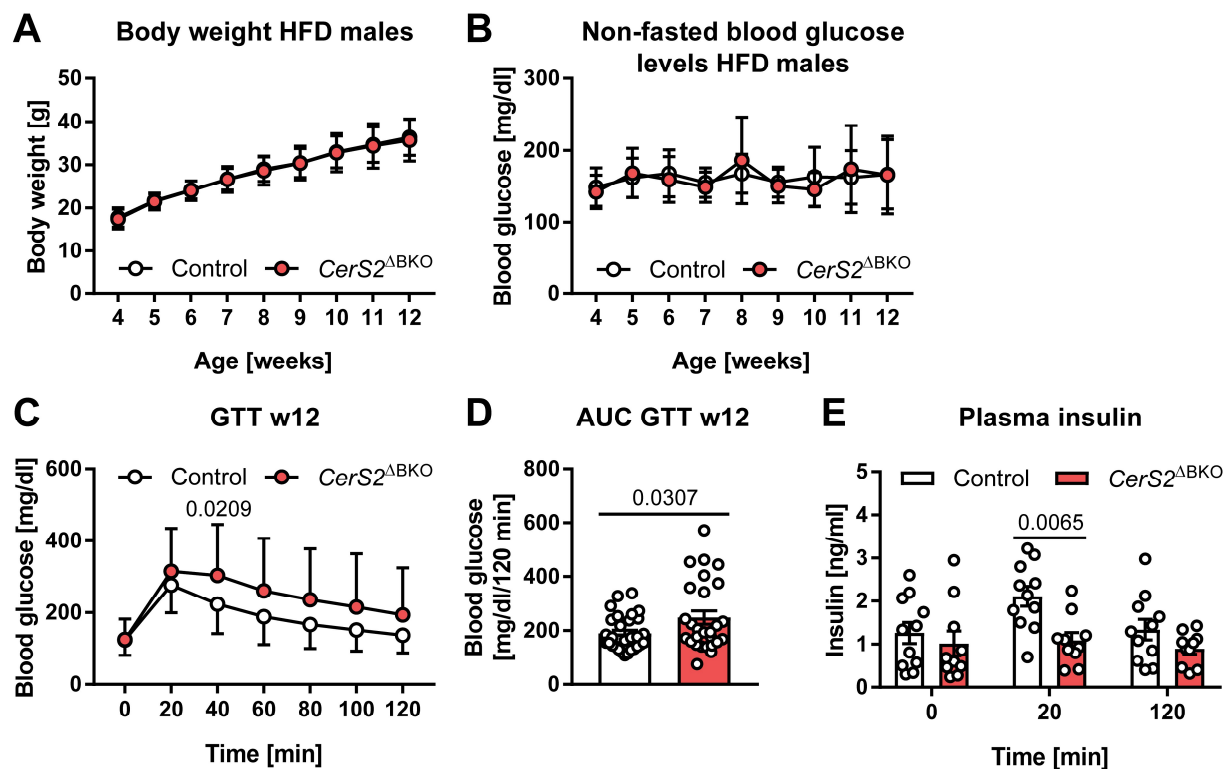 A
Body weight HFD males
Body weight [g]
50
40
30
20
10
0
Control
CerS2ΔBKO
4 5 6 7 8 9 10 11 12
Age [weeks]
B
Non-fasted blood glucose
levels HFD males
Blood glucose [mg/dl]
300
200
100
0
Control
CerS2ΔBKO
4 5 6 7 8 9 10 11 12
Age [weeks]
C
GTT w12
Blood glucose [mg/dl]
600
400
200
0
Control
CerS2ΔBKO
0.0209
0 20 40 60 80 100 120
Time [min]
D
AUC GTT w12
Blood glucose
[mg/dl/120 min]
800
600
400
200
0
0.0307
E
Plasma insulin
Insulin [ng/ml]
5
4
3
2
1
0
Control
CerS2ΔBKO
0.0065
0 20 120
Time [min]